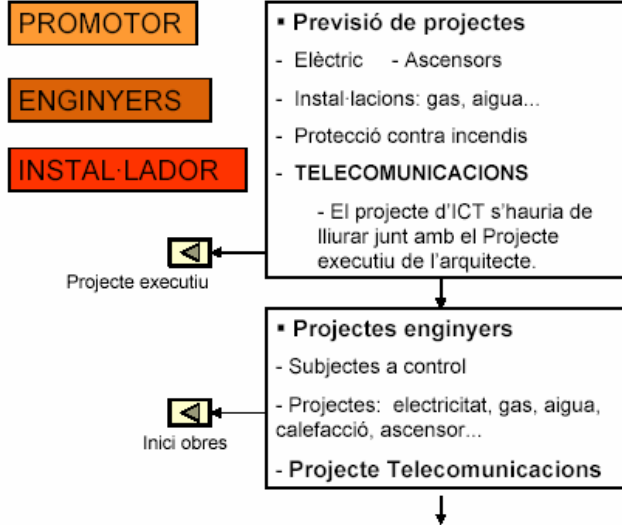 PROMOTOR
ENGINYERS
INSTAL·LADOR
▪ Previsió de projectes
- Elèctric - Ascensors
- Instal·lacions: gas, aigua...
- Protecció contra incendis
- TELECOMUNICACIONS
- El projecte d'ICT s'hauria de
lliurar junt amb el Projecte
executiu de l'arquitecte.
Projecte executiu
▪ Projectes enginyers
- Subjectes a control
- Projectes: electricitat, gas, aigua,
calefacció, ascensor...
- Projecte Telecomunicacions
Inici obres